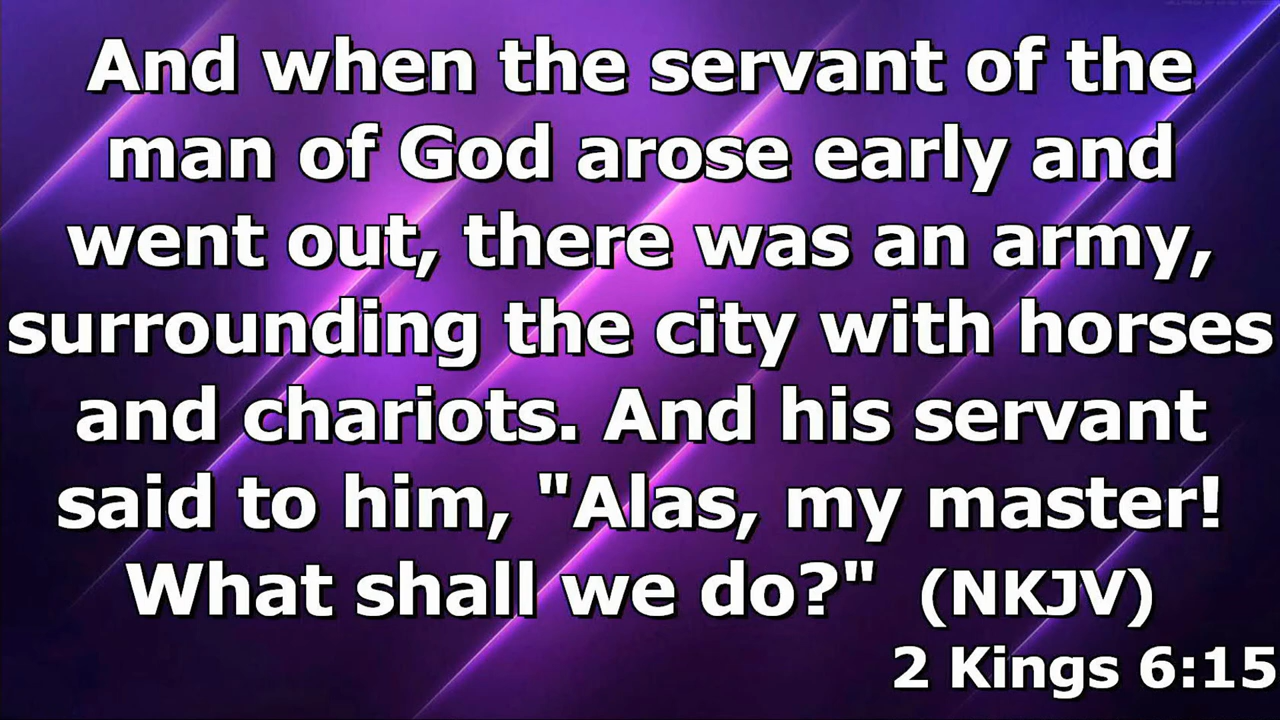 And when the servant of the
man of God arose early and
went out, there was an army,
surrounding the city with horses
and chariots. And his servant
said to him, "Alas, my master!
What shall we do?"  (NKJV)
2 Kings 6:15